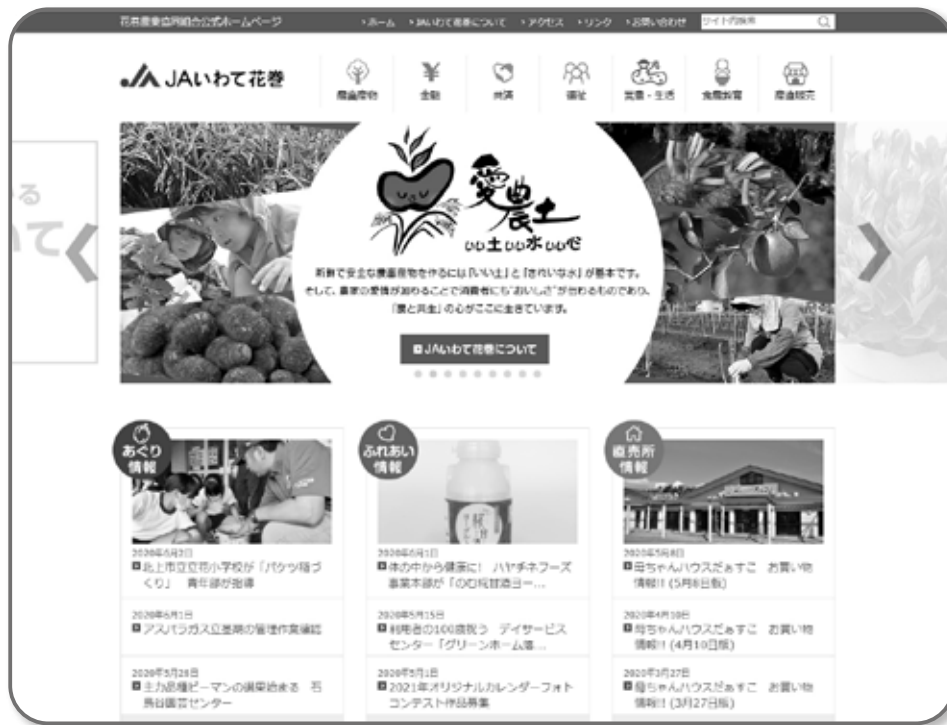 花巻農業協同組合公式ホームページ
ホーム
JAいわて花巻について
アクセス
リンク
お問い合わせ
サイト内検索
JAいわて花巻
農畜産物
金融
共済
福祉
営農・生活
食農教育
産直販売
愛農土
いい土いい水いい心
新鮮で安全な農畜産物を作るには「いい土」と「きれいな水」が基本です。
そして、農家の愛情が加わることで消費者にも“おいしさ”が伝わるものであり、
「農と共生」の心がここに生きています。
JAいわて花巻について
あぐり
情報
2020年6月2日
北上市立立花小学校が「バケツ稲づ
くり」 青年部が指導
2020年6月1日
アスパラガス立茎期の管理作業確認
2020年5月28日
主力品種ピーマンの選果始まる 石
鳥谷園芸センター
ふれあい
情報
2020年6月1日
体の中から健康に! ハヤチネフーズ
事業本部が「のむ糀甘酒ヨー...
2020年5月15日
利用者の100歳祝う デイサービス
センター「グリーンホーム落...
2020年5月1日
2021年オリジナルカレンダーフォト
コンテスト作品募集
直売所
情報
2020年5月8日
母ちゃんハウスだぁすこ お買い物
情報!! (5月8日版)
2020年4月10日
母ちゃんハウスだぁすこ お買い物
情報!! (4月10日版)
2020年3月27日
母ちゃんハウスだぁすこ お買い物
情報!! (3月27日版)